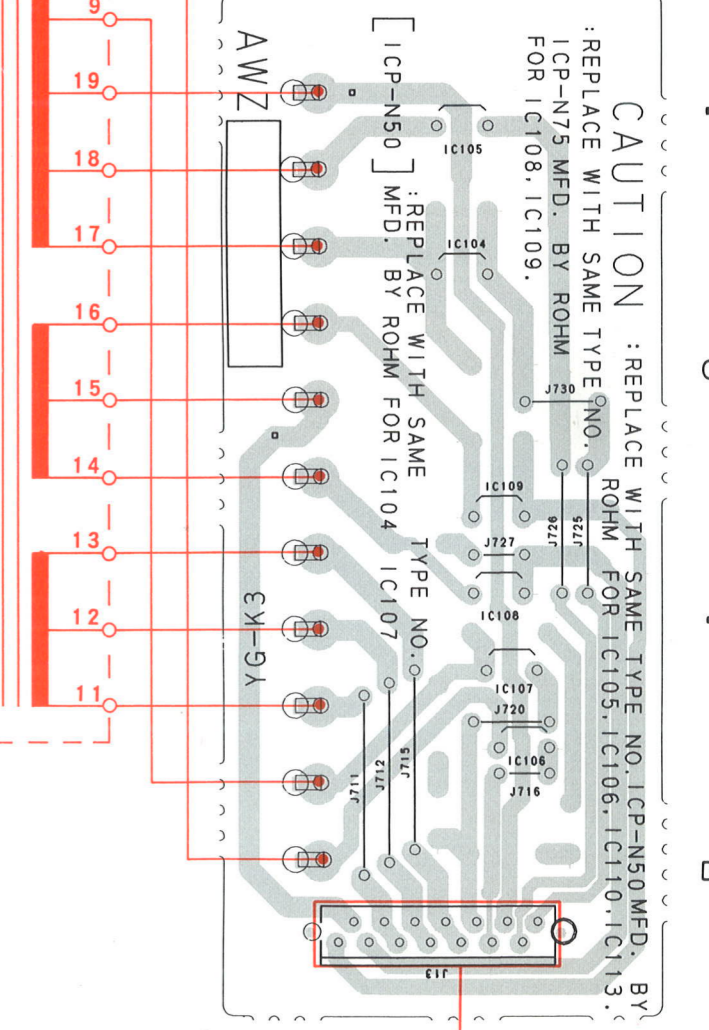 CAUTION
:REPLACE WITH SAME TYPE NO.
ICP-N75 MFD. BY ROHM
FOR IC108, IC109.
:REPLACE WITH SAME TYPE NO. ICP-N50 MFD. BY
ROHM FOR IC105, IC106, IC110, IC113.
[ICP-N50]
:REPLACE WITH SAME TYPE NO.
MFD. BY ROHM FOR IC104 IC107
AWZ
9
19
18
17
16
15
14
13
12
11
IC105
IC104
J730
IC109
J726
J725
J727
IC108
IC107
J720
IC106
J716
J715
J712
J711
3K-GY
J13